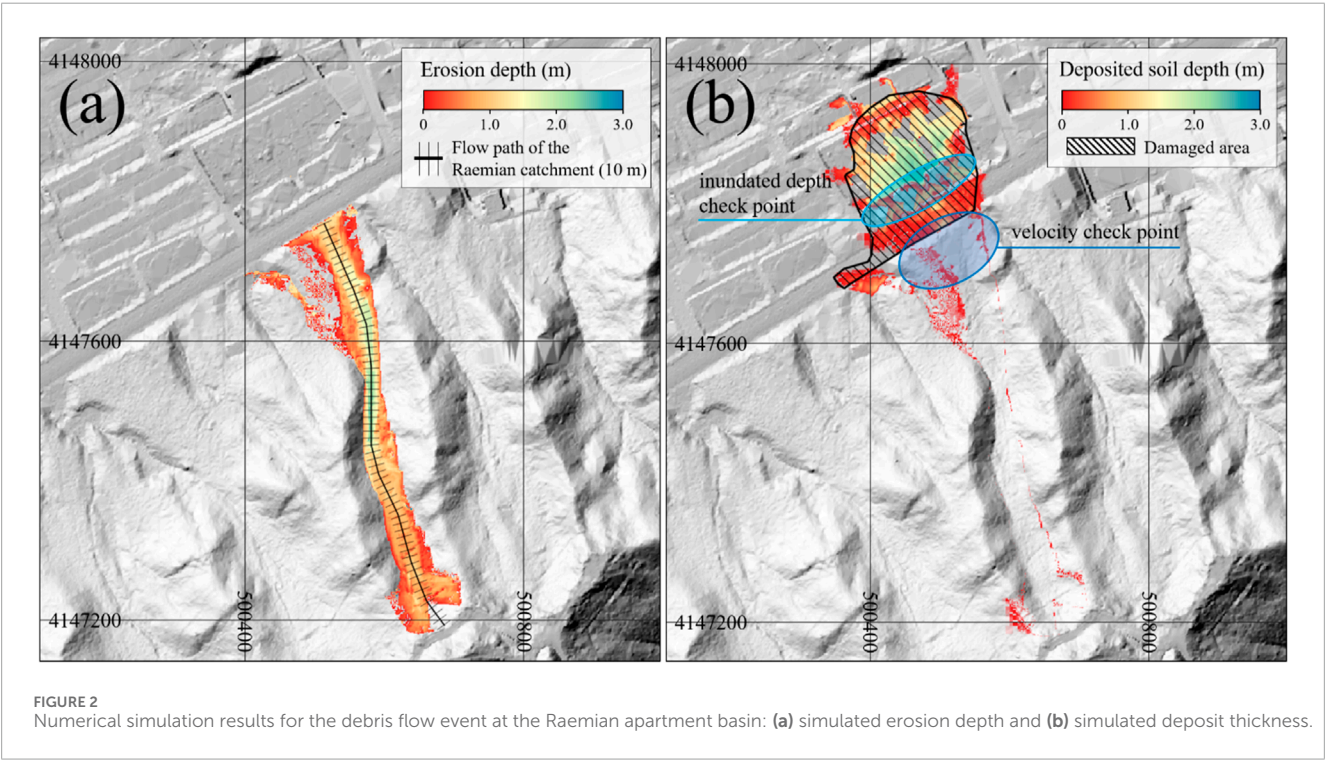 (a)
4148000
4147600
4147200
500400
500800
Erosion depth (m)
0 1.0 2.0 3.0
Flow path of the
Raemian catchment (10 m)
(b)
4148000
4147600
4147200
500400
500800
Deposited soil depth (m)
0 1.0 2.0 3.0
Damaged area
inundated depth
check point
velocity check point
FIGURE 2
Numerical simulation results for the debris flow event at the Raemian apartment basin: (a) simulated erosion depth and (b) simulated deposit thickness.